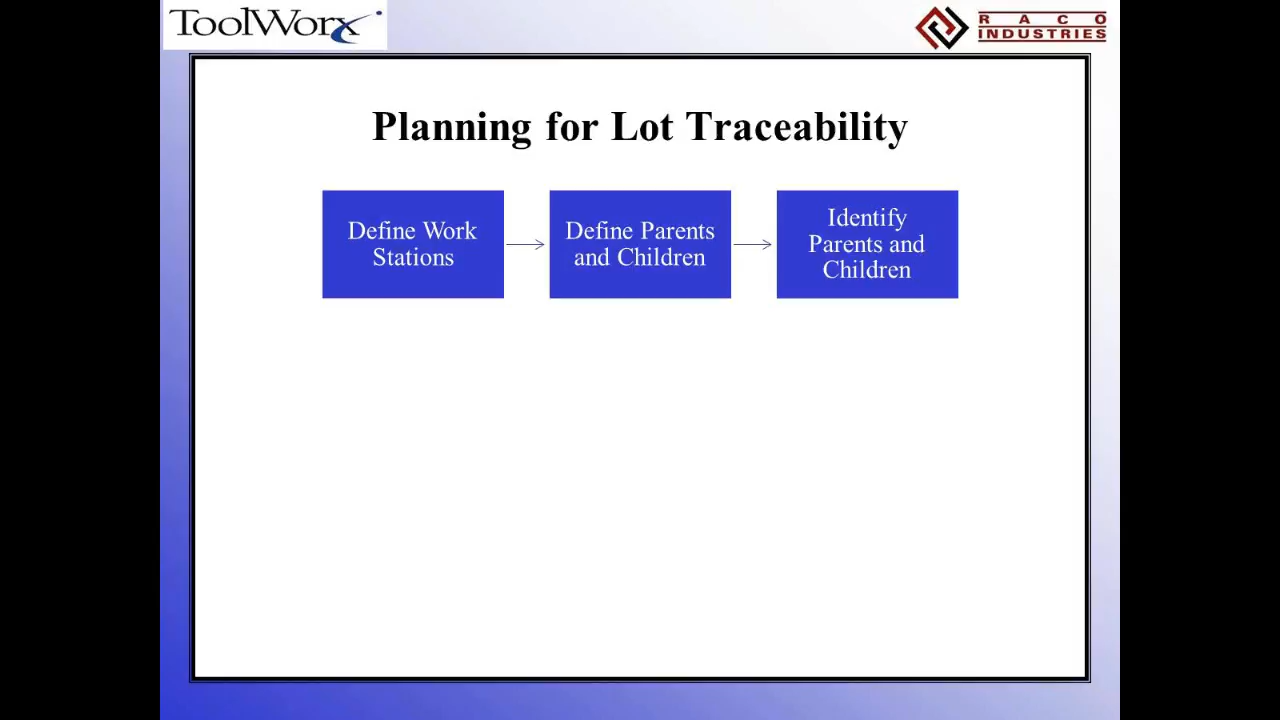 ToolWorx
RACO
INDUSTRIES
Planning for Lot Traceability
Define Work
Stations
Define Parents
and Children
Identify
Parents and
Children